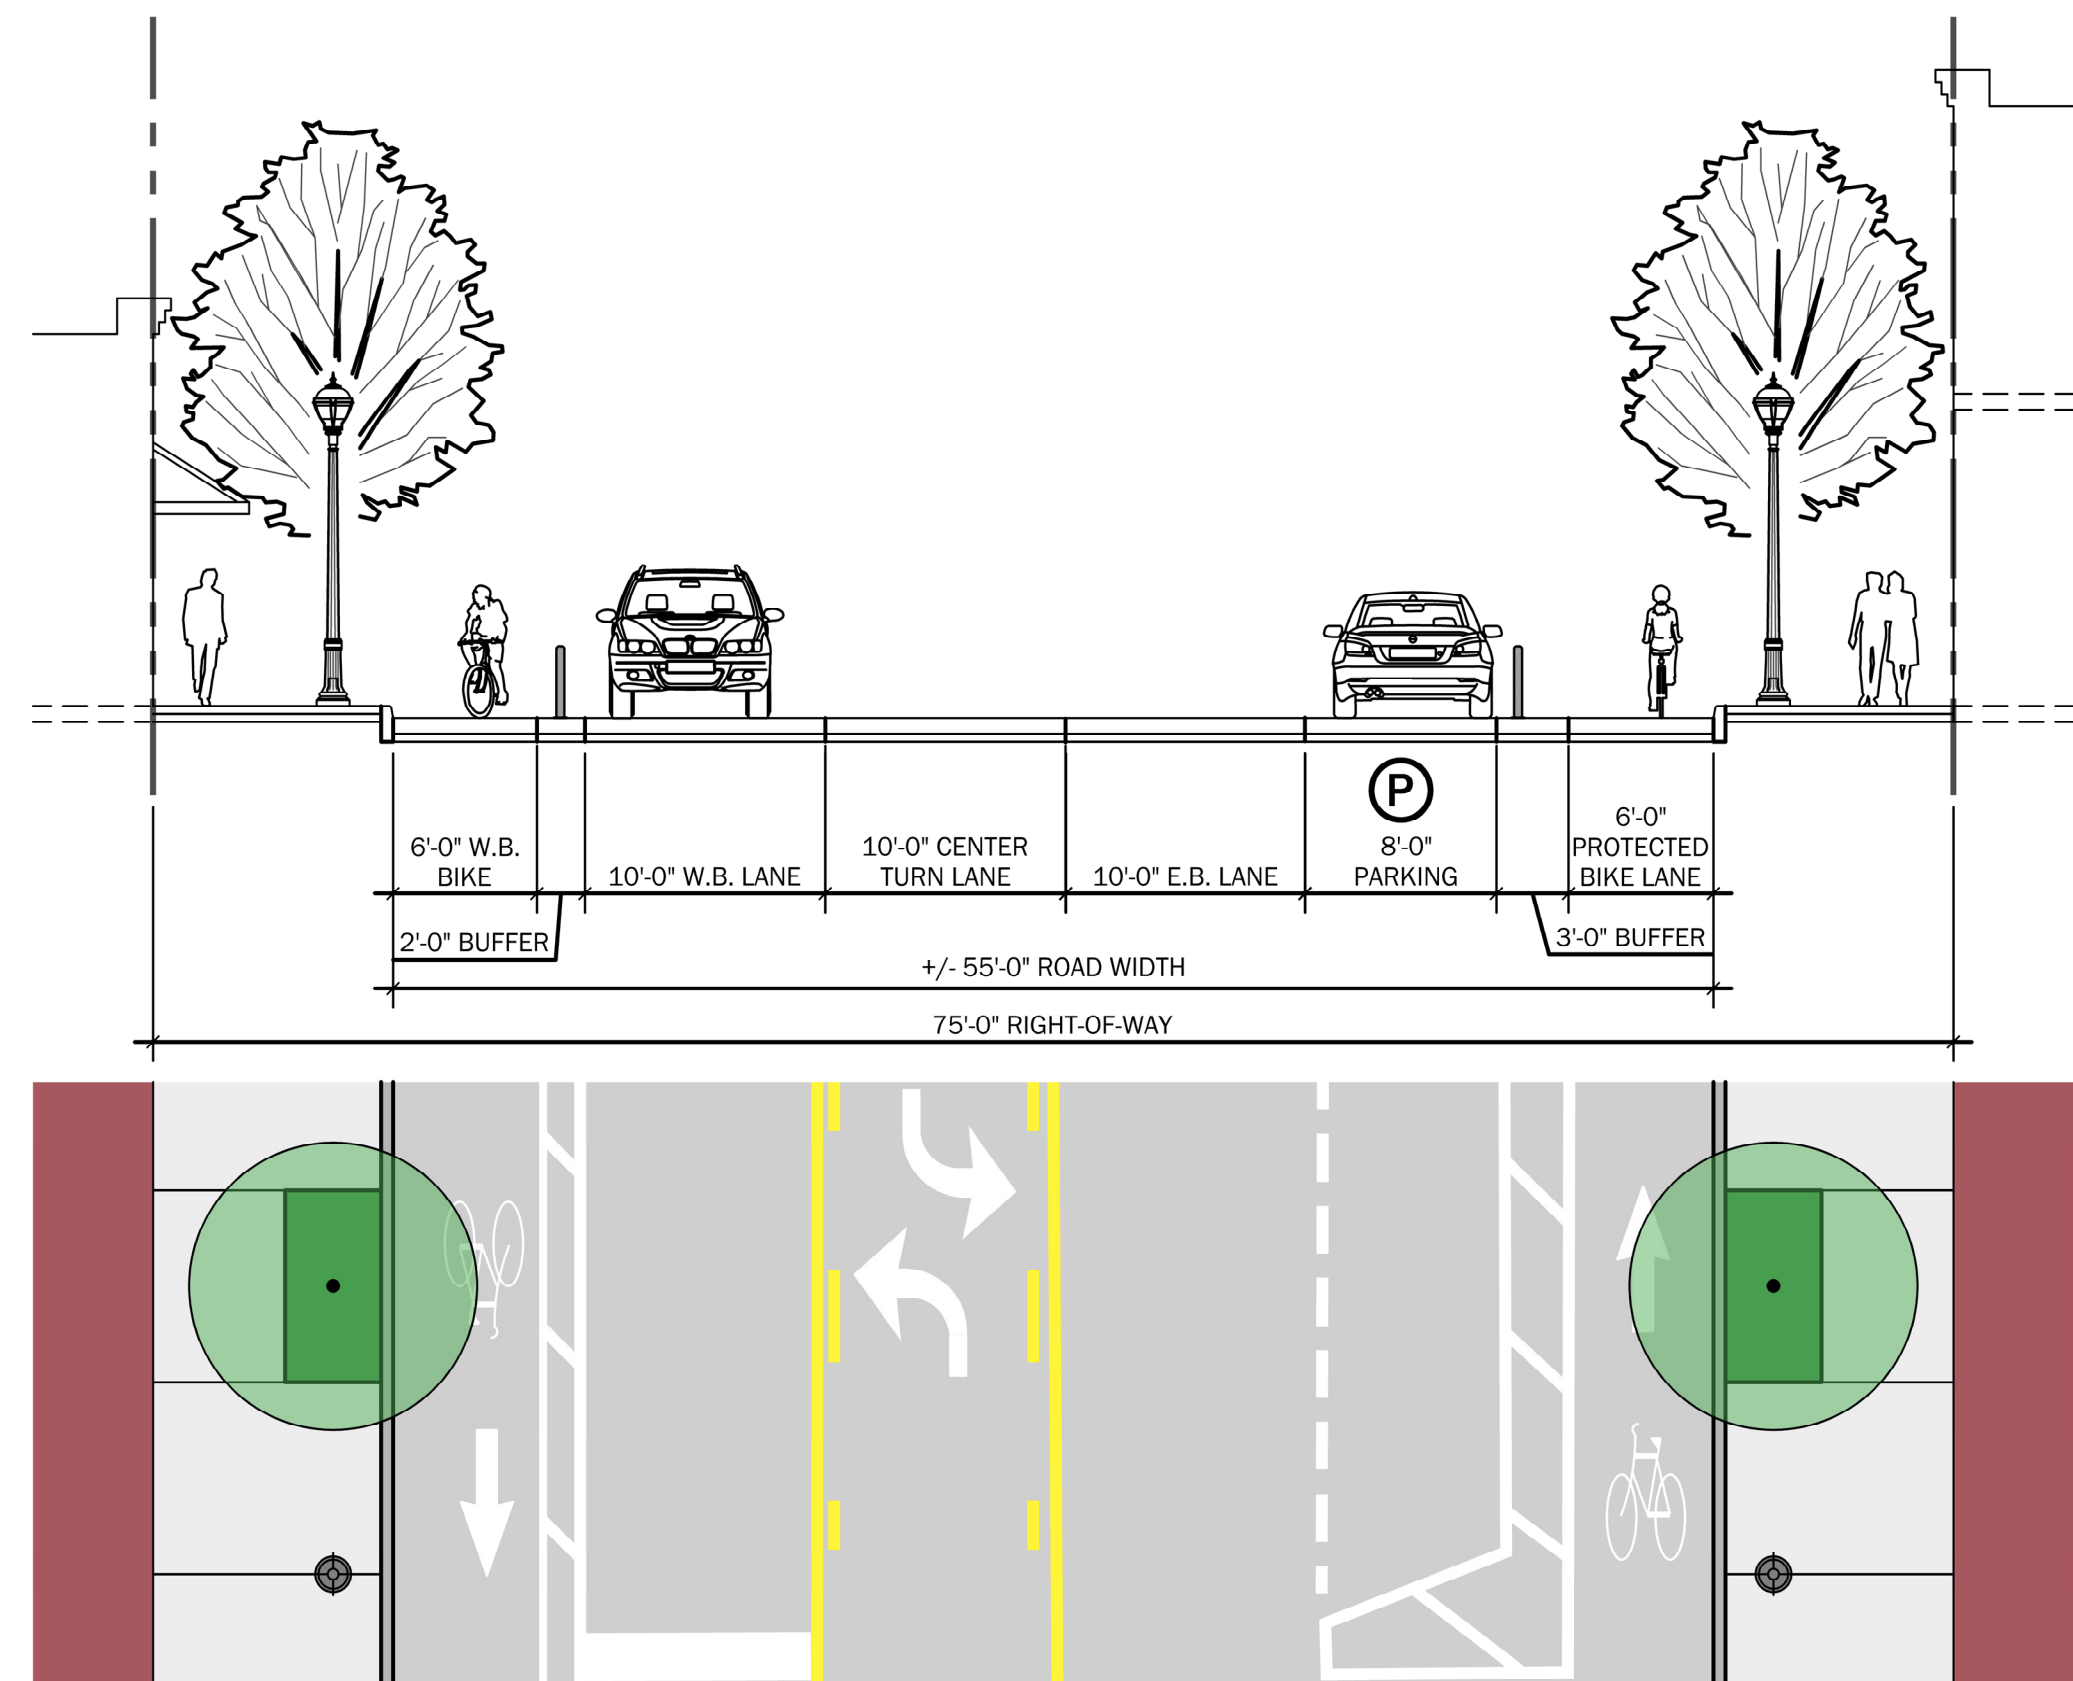 P
6'-0" W.B.
BIKE
10'-0" W.B. LANE
10'-0" CENTER
TURN LANE
10'-0" E.B. LANE
8'-0"
PARKING
6'-0"
PROTECTED
BIKE LANE
2'-0" BUFFER
3'-0" BUFFER
+/- 55'-0" ROAD WIDTH
75'-0" RIGHT-OF-WAY